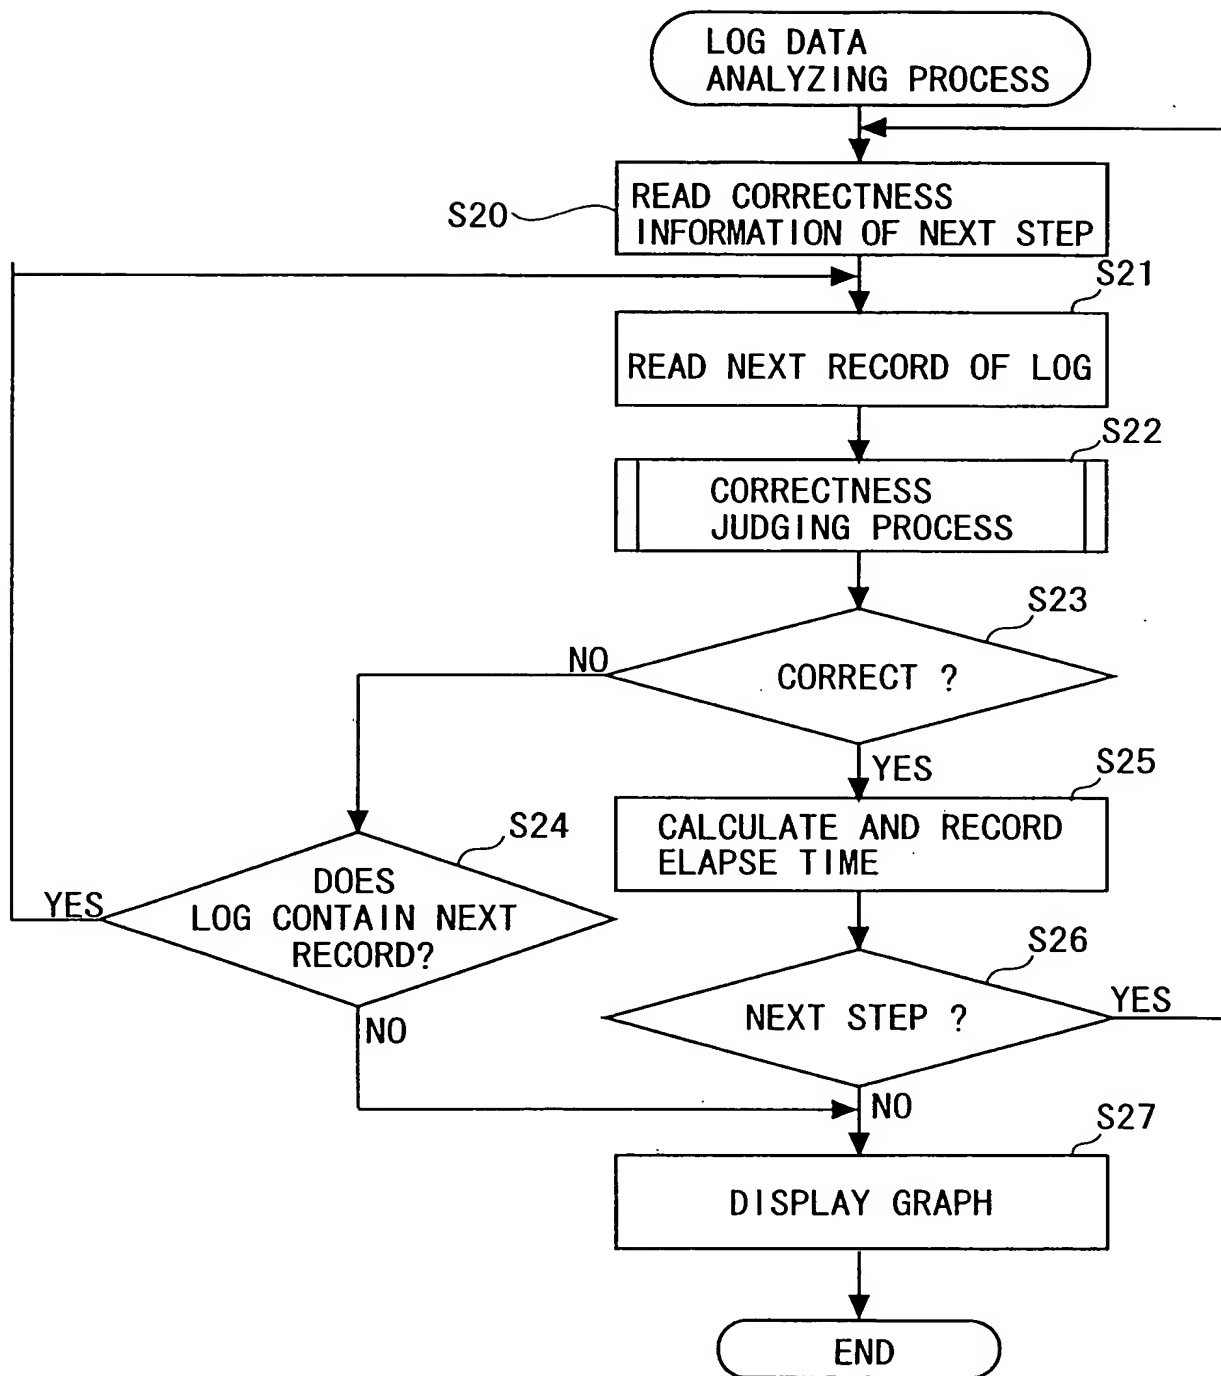 LOG DATA
ANALYZING PROCESS
S20
READ CORRECTNESS
INFORMATION OF NEXT STEP
S21
READ NEXT RECORD OF LOG
S22
CORRECTNESS
JUDGING PROCESS
S23
NO
CORRECT ?
YES
S25
CALCULATE AND RECORD
ELAPSE TIME
S24
DOES
LOG CONTAIN NEXT
RECORD?
YES
NO
S26
NEXT STEP ?
YES
NO
S27
DISPLAY GRAPH
END